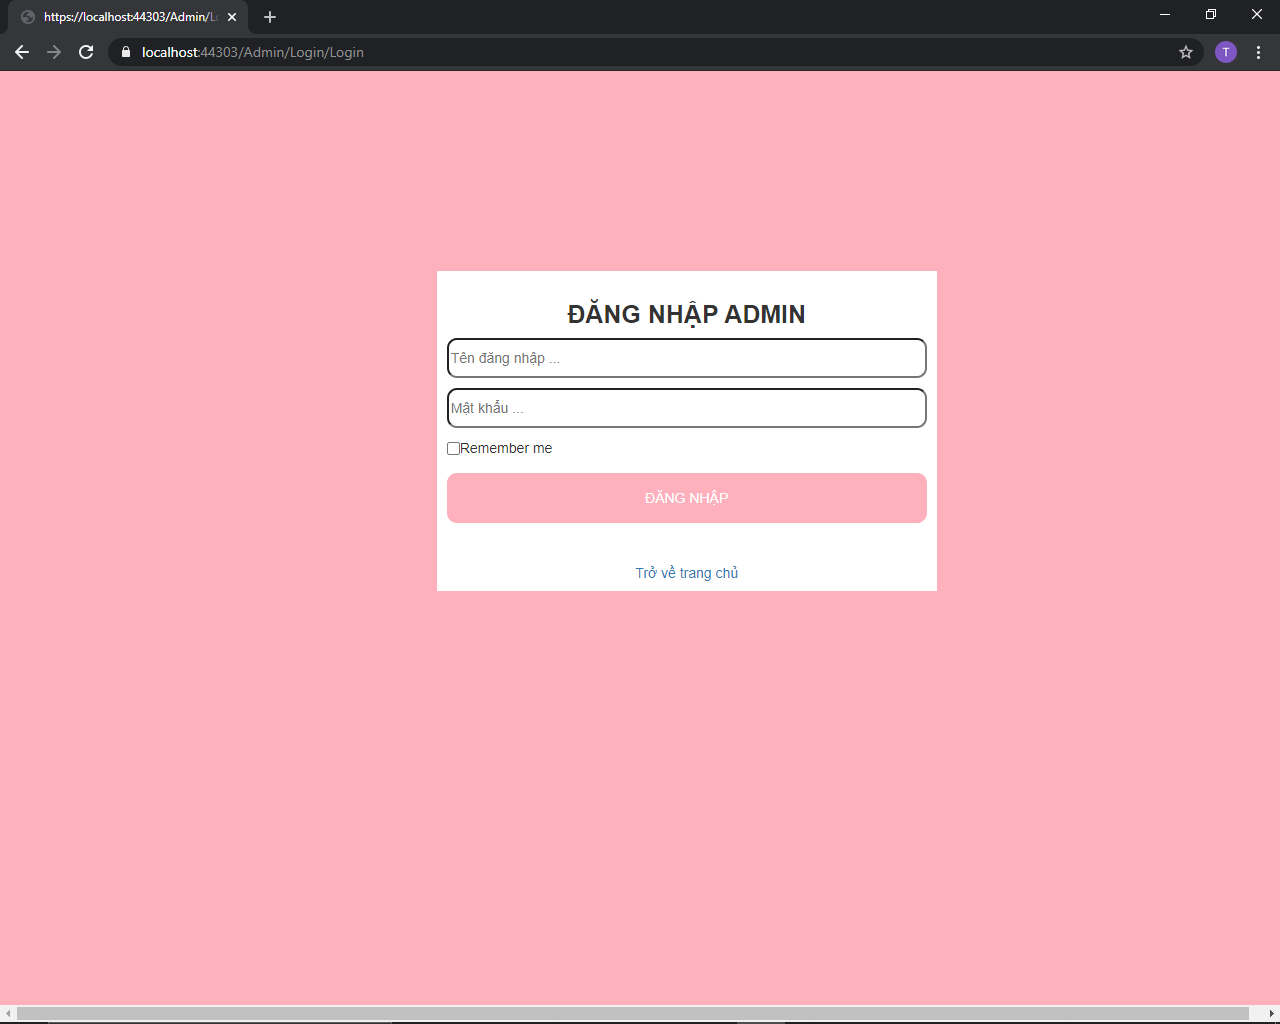 https://localhost:44303/Admin/Lo
localhost:44303/Admin/Login/Login
T
ĐĂNG NHẬP ADMIN
Tên đăng nhập ...
Mật khẩu ...
Remember me
ĐĂNG NHẬP
Trở về trang chủ